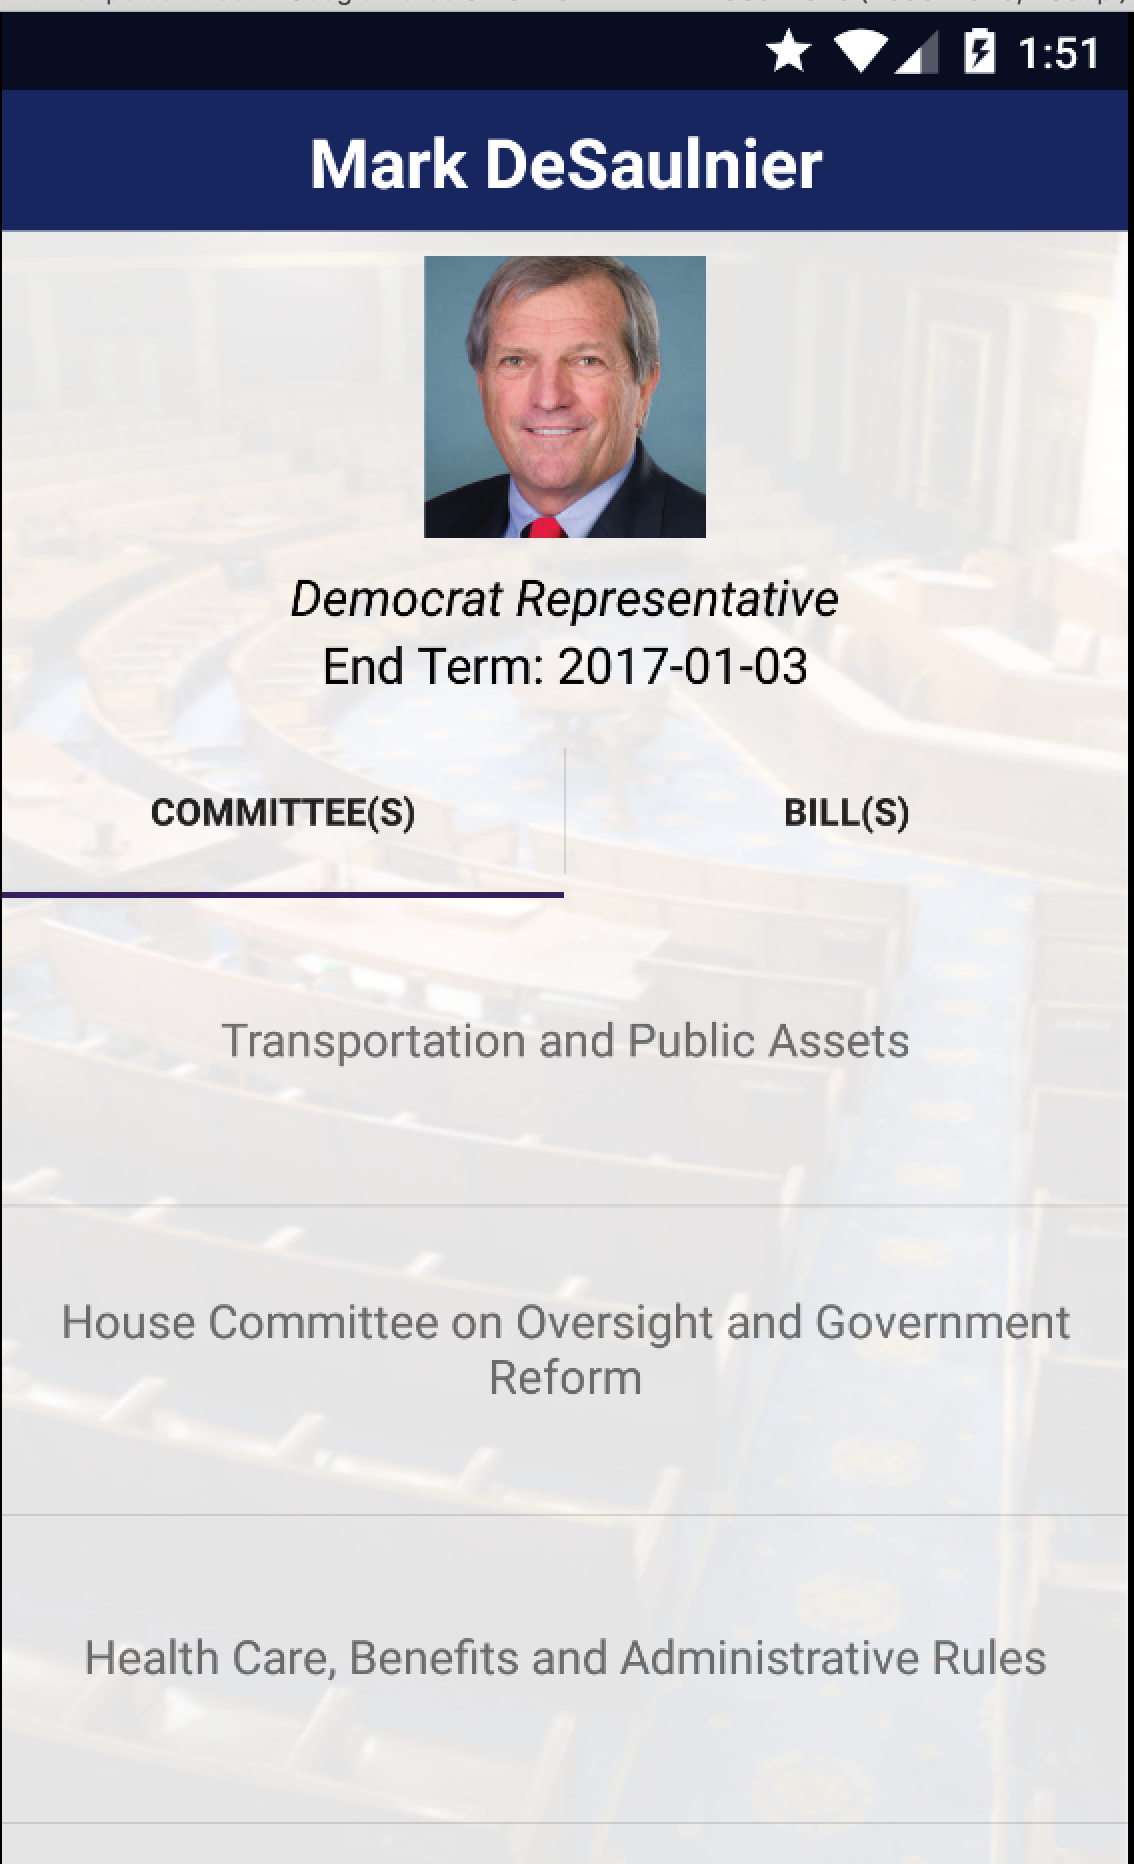 1:51
Mark DeSaulnier
Democrat Representative
End Term: 2017-01-03
COMMITTEE(S)
BILL(S)
Transportation and Public Assets
House Committee on Oversight and Government
Reform
Health Care, Benefits and Administrative Rules